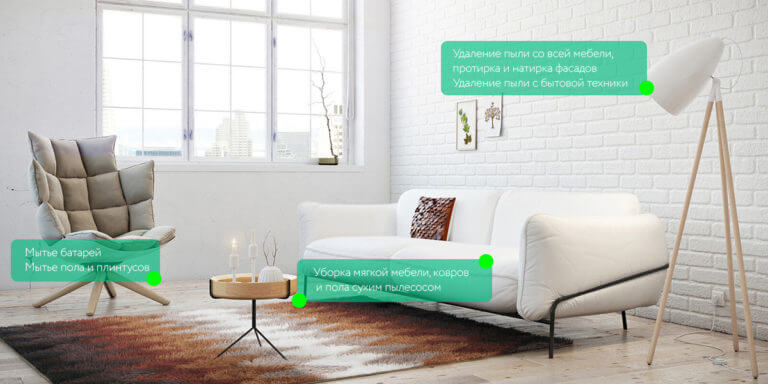 Удаление пыли со всей мебели,
протирка и натирка фасадов
Удаление пыли с бытовой техники
Мытье батарей
Мытье пола и плинтусов
Уборка мягкой мебели, ковров
и пола сухим пылесосом